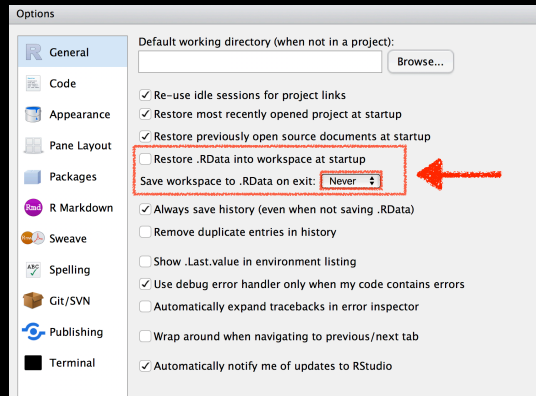 Options
General
Code
Appearance
Pane Layout
Packages
Rmd R Markdown
Sweave
ABC Spelling
Git/SVN
Publishing
Terminal
Default working directory (when not in a project):
Browse...
Re-use idle sessions for project links
Restore most recently opened project at startup
Restore previously open source documents at startup
Restore .RData into workspace at startup
Save workspace to .RData on exit: Never
Always save history (even when not saving .RData)
Remove duplicate entries in history
Show .Last.value in environment listing
Use debug error handler only when my code contains errors
Automatically expand tracebacks in error inspector
Wrap around when navigating to previous/next tab
Automatically notify me of updates to RStudio